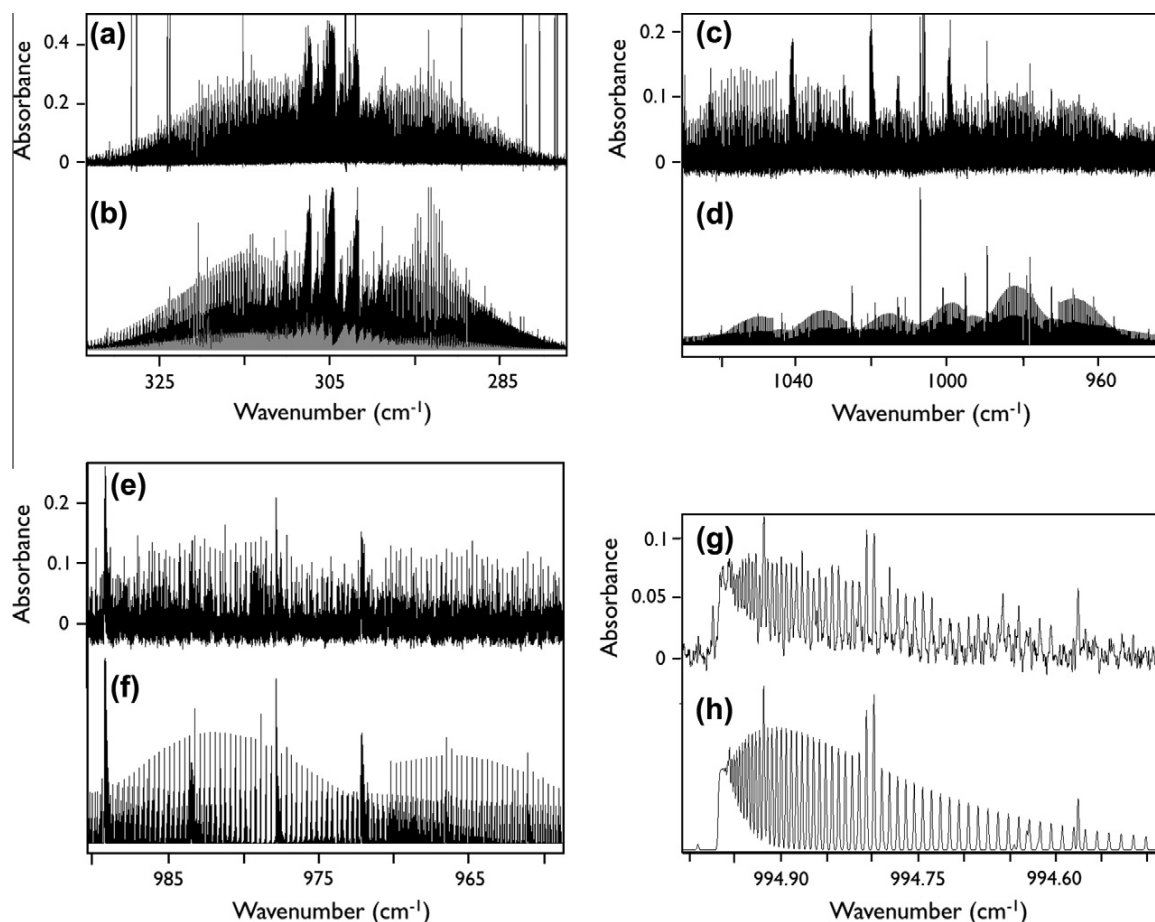 (a)
Absorbance
0.4
0.2
0
(b)
325
305
285
Wavenumber (cm-1)
(c)
Absorbance
0.2
0.1
0
(d)
1040
1000
960
Wavenumber (cm-1)
(e)
Absorbance
0.2
0.1
0
(f)
985
975
965
Wavenumber (cm-1)
(g)
Absorbance
0.1
0.05
0
(h)
994.90
994.75
994.60
Wavenumber (cm-1)